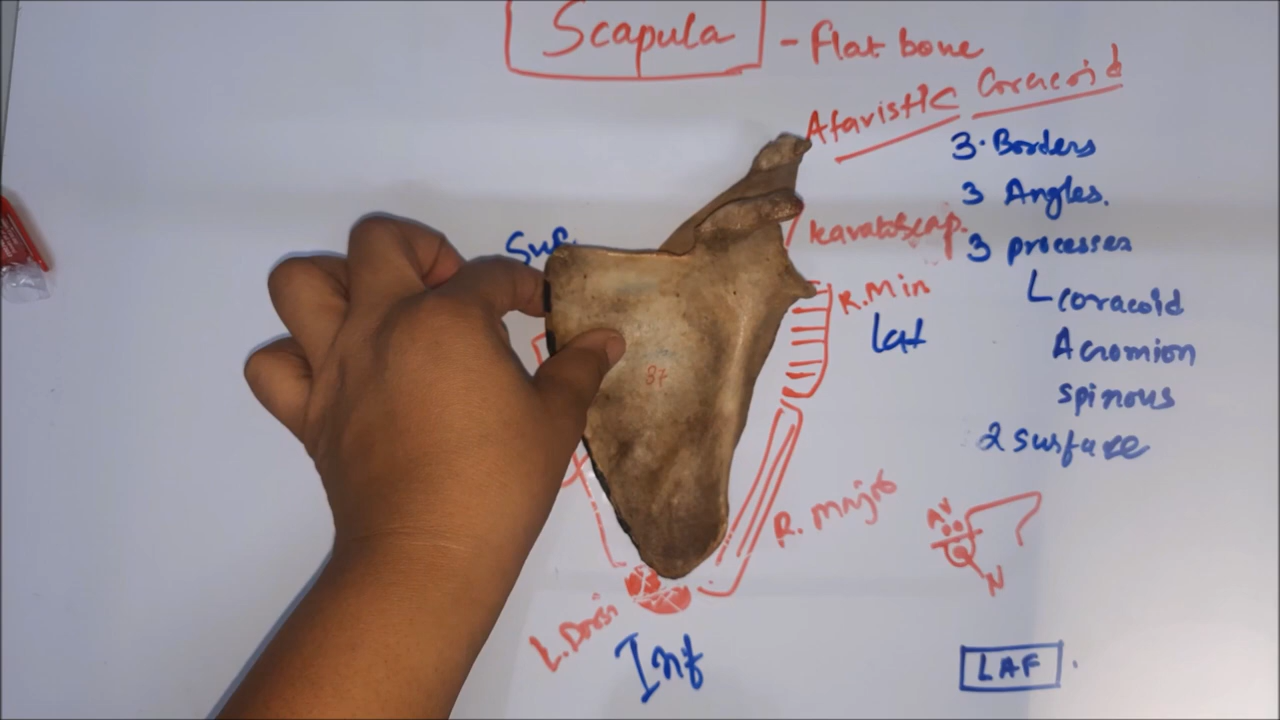 Scapula
- Flat bone
Atavistic Coracoid
3. Borders
3 Angles.
3 processes
coracoid
Acromion
spinous
2 surface
Sup
R. Min
Lat
87
R. Major
L. Dorsi
Inf
AV
N
LAF